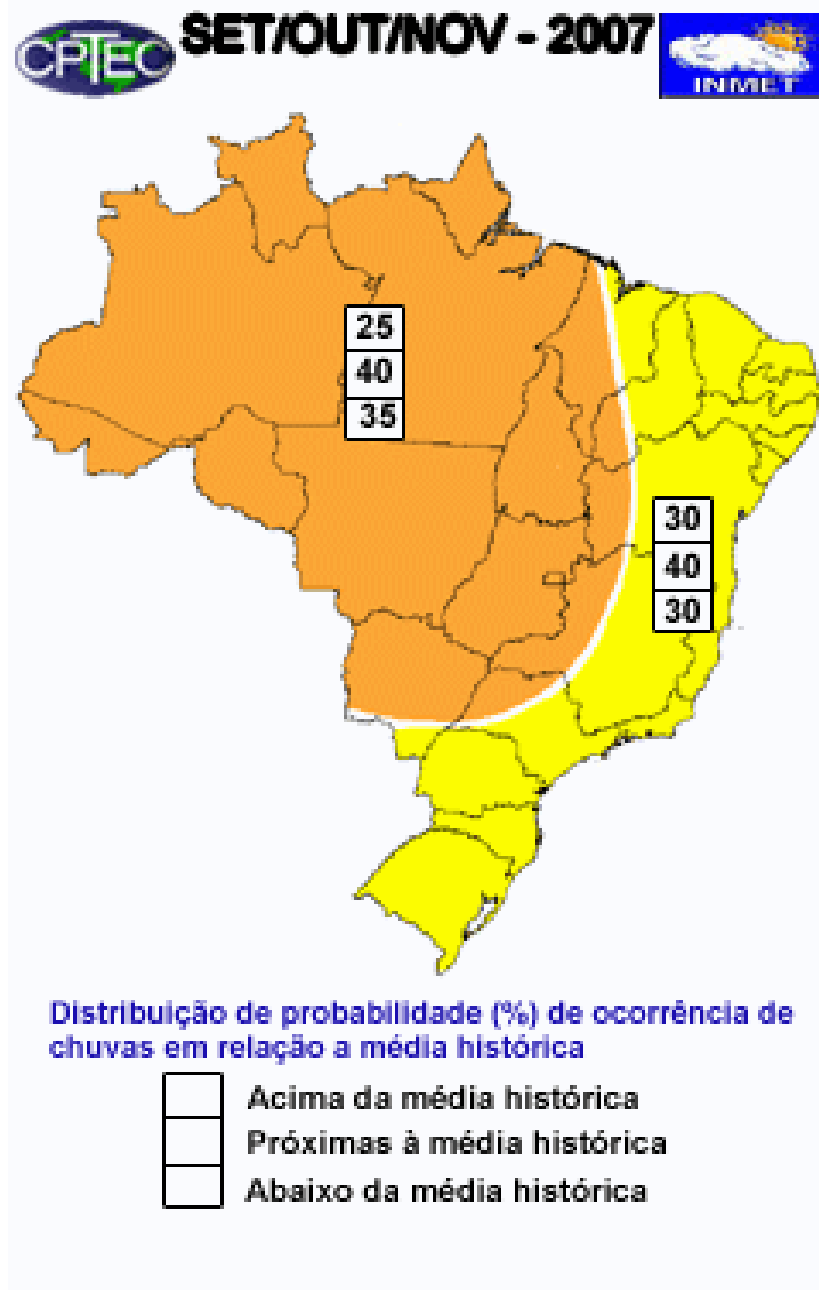 CPTEC
SET/OUT/NOV - 2007
INMET
25
40
35
30
40
30
Distribuição de probabilidade (%) de ocorrência de
chuvas em relação a média histórica
Acima da média histórica
Próximas à média histórica
Abaixo da média histórica